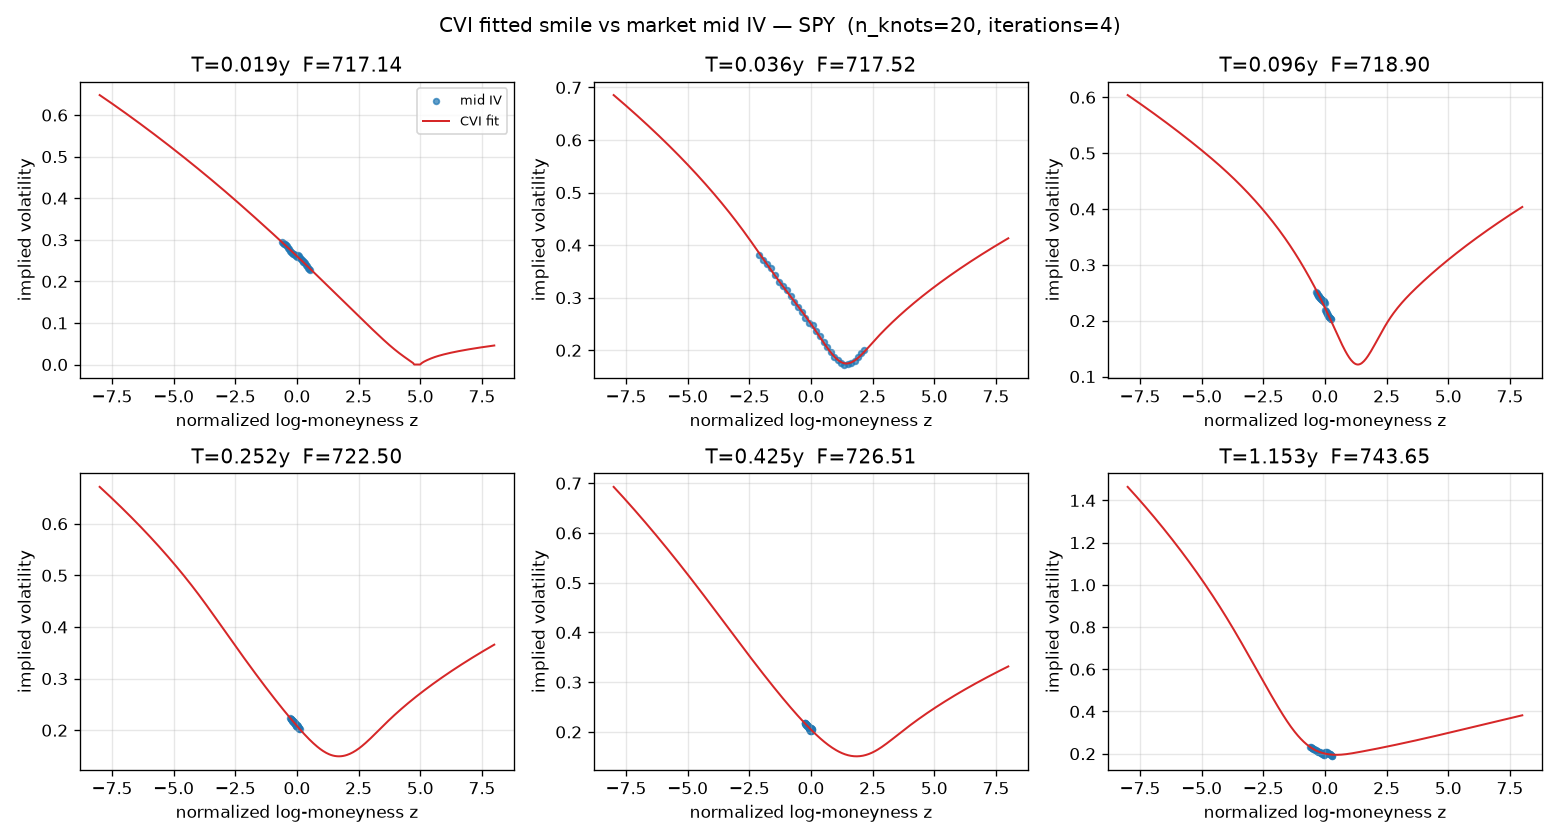 CVI fitted smile vs market mid IV — SPY  (n_knots=20, iterations=4)
T=0.019y  F=717.14
mid IV
CVI fit
implied volatility
0.6
0.5
0.4
0.3
0.2
0.1
0.0
−7.5 −5.0 −2.5 0.0 2.5 5.0 7.5
normalized log-moneyness z
T=0.036y  F=717.52
implied volatility
0.7
0.6
0.5
0.4
0.3
0.2
−7.5 −5.0 −2.5 0.0 2.5 5.0 7.5
normalized log-moneyness z
T=0.096y  F=718.90
implied volatility
0.6
0.5
0.4
0.3
0.2
0.1
−7.5 −5.0 −2.5 0.0 2.5 5.0 7.5
normalized log-moneyness z
T=0.252y  F=722.50
implied volatility
0.6
0.5
0.4
0.3
0.2
−7.5 −5.0 −2.5 0.0 2.5 5.0 7.5
normalized log-moneyness z
T=0.425y  F=726.51
implied volatility
0.7
0.6
0.5
0.4
0.3
0.2
−7.5 −5.0 −2.5 0.0 2.5 5.0 7.5
normalized log-moneyness z
T=1.153y  F=743.65
implied volatility
1.4
1.2
1.0
0.8
0.6
0.4
0.2
−7.5 −5.0 −2.5 0.0 2.5 5.0 7.5
normalized log-moneyness z